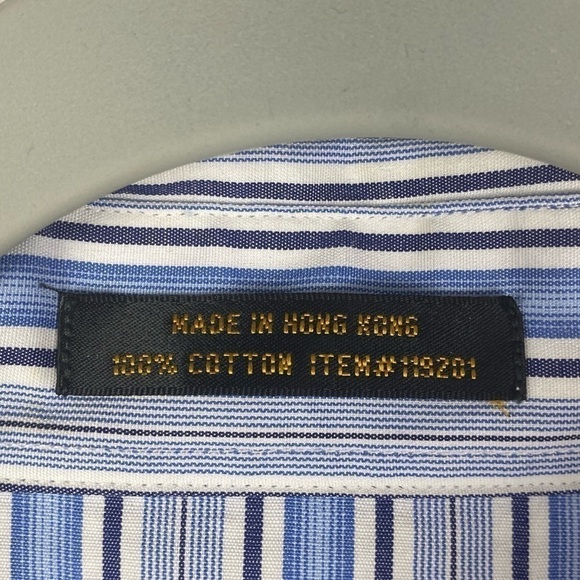 MADE IN HONG KONG
100% COTTON ITEM#119201